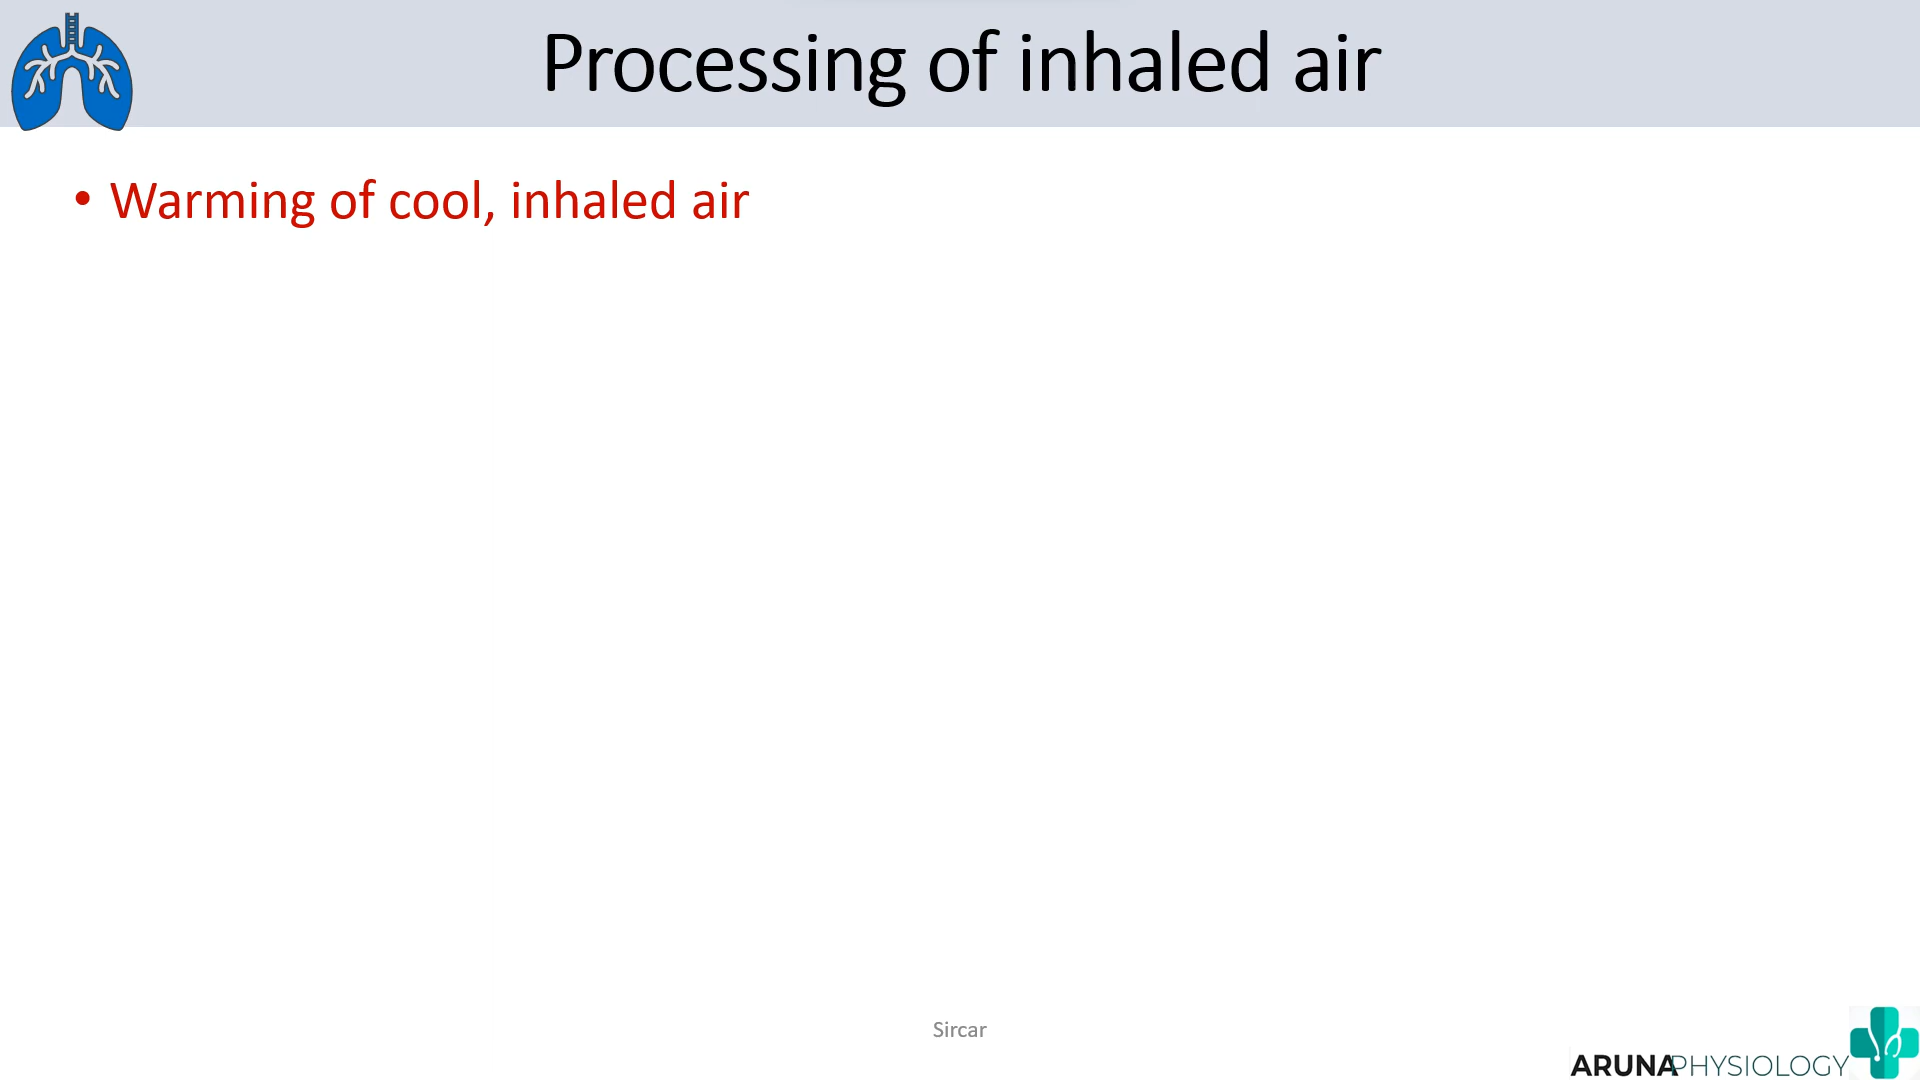 Processing of inhaled air
• Warming of cool, inhaled air
Sircar
ARUNAPHYSIOLOGY